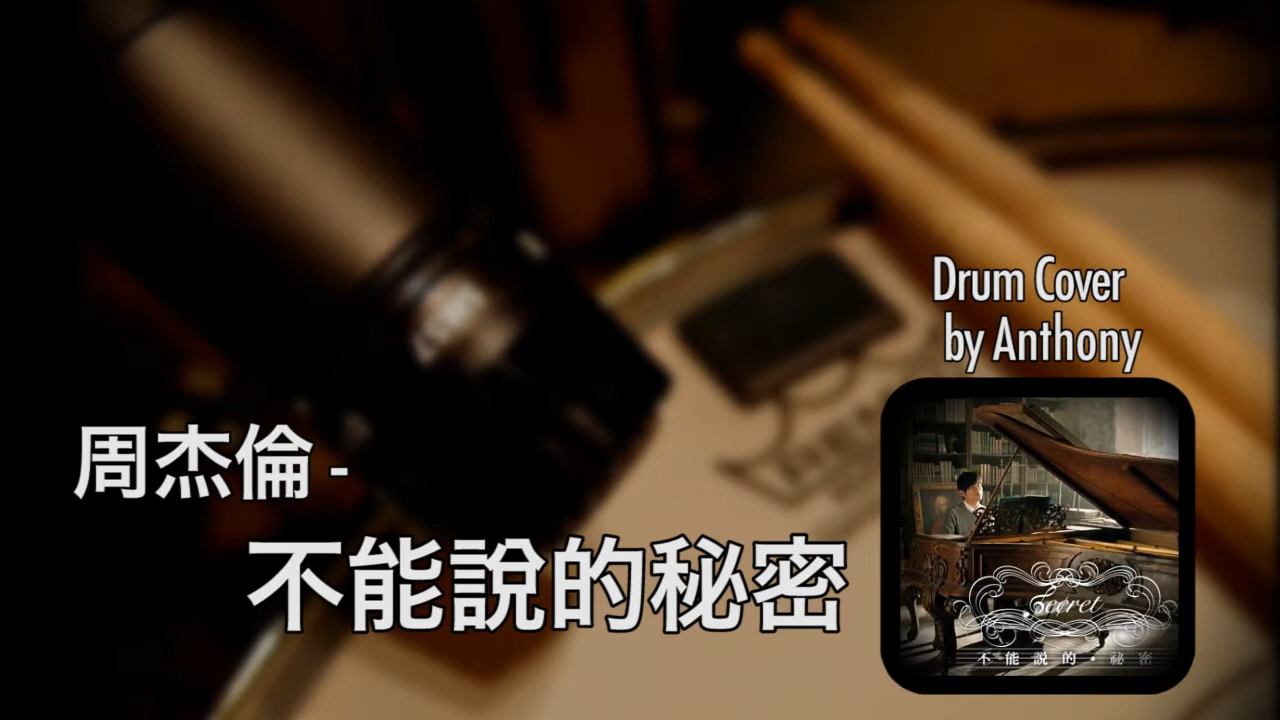 Drum Cover
by Anthony
周杰倫 -
不能說的秘密
Secret
不能說的·秘密